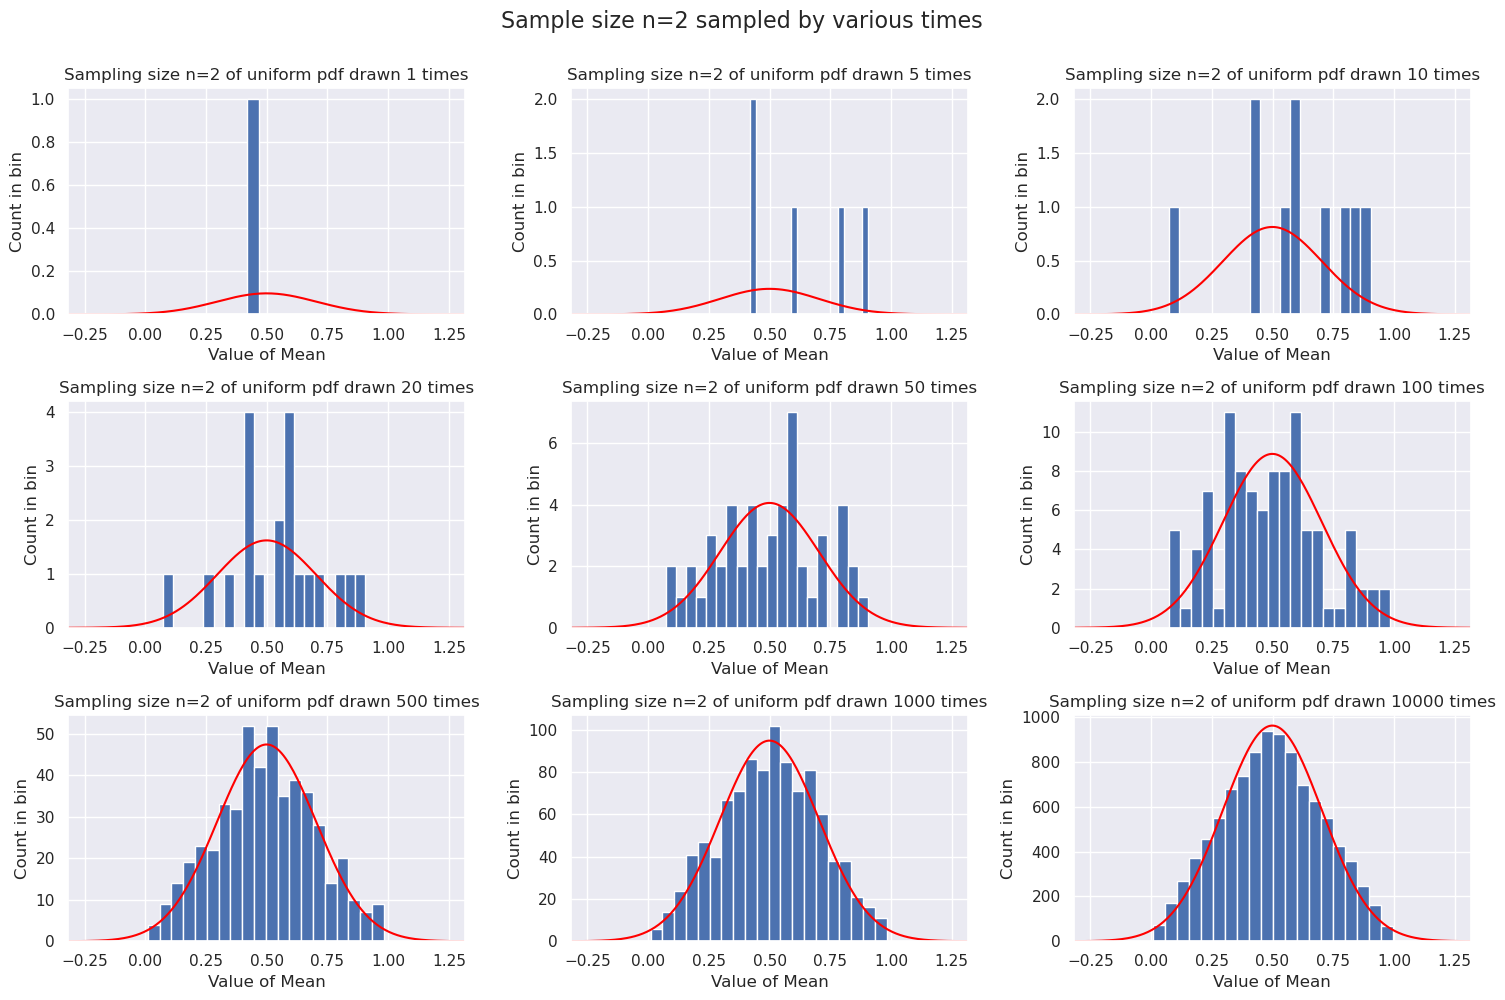 Sample size n=2 sampled by various times
Sampling size n=2 of uniform pdf drawn 1 times
1.0
0.8
0.6
0.4
0.2
0.0
Count in bin
−0.25 0.00 0.25 0.50 0.75 1.00 1.25
Value of Mean
Sampling size n=2 of uniform pdf drawn 5 times
2.0
1.5
1.0
0.5
0.0
Count in bin
−0.25 0.00 0.25 0.50 0.75 1.00 1.25
Value of Mean
Sampling size n=2 of uniform pdf drawn 10 times
2.0
1.5
1.0
0.5
0.0
Count in bin
−0.25 0.00 0.25 0.50 0.75 1.00 1.25
Value of Mean
Sampling size n=2 of uniform pdf drawn 20 times
4
3
2
1
0
Count in bin
−0.25 0.00 0.25 0.50 0.75 1.00 1.25
Value of Mean
Sampling size n=2 of uniform pdf drawn 50 times
6
4
2
0
Count in bin
−0.25 0.00 0.25 0.50 0.75 1.00 1.25
Value of Mean
Sampling size n=2 of uniform pdf drawn 100 times
10
8
6
4
2
0
Count in bin
−0.25 0.00 0.25 0.50 0.75 1.00 1.25
Value of Mean
Sampling size n=2 of uniform pdf drawn 500 times
50
40
30
20
10
0
Count in bin
−0.25 0.00 0.25 0.50 0.75 1.00 1.25
Value of Mean
Sampling size n=2 of uniform pdf drawn 1000 times
100
80
60
40
20
0
Count in bin
−0.25 0.00 0.25 0.50 0.75 1.00 1.25
Value of Mean
Sampling size n=2 of uniform pdf drawn 10000 times
1000
800
600
400
200
0
Count in bin
−0.25 0.00 0.25 0.50 0.75 1.00 1.25
Value of Mean